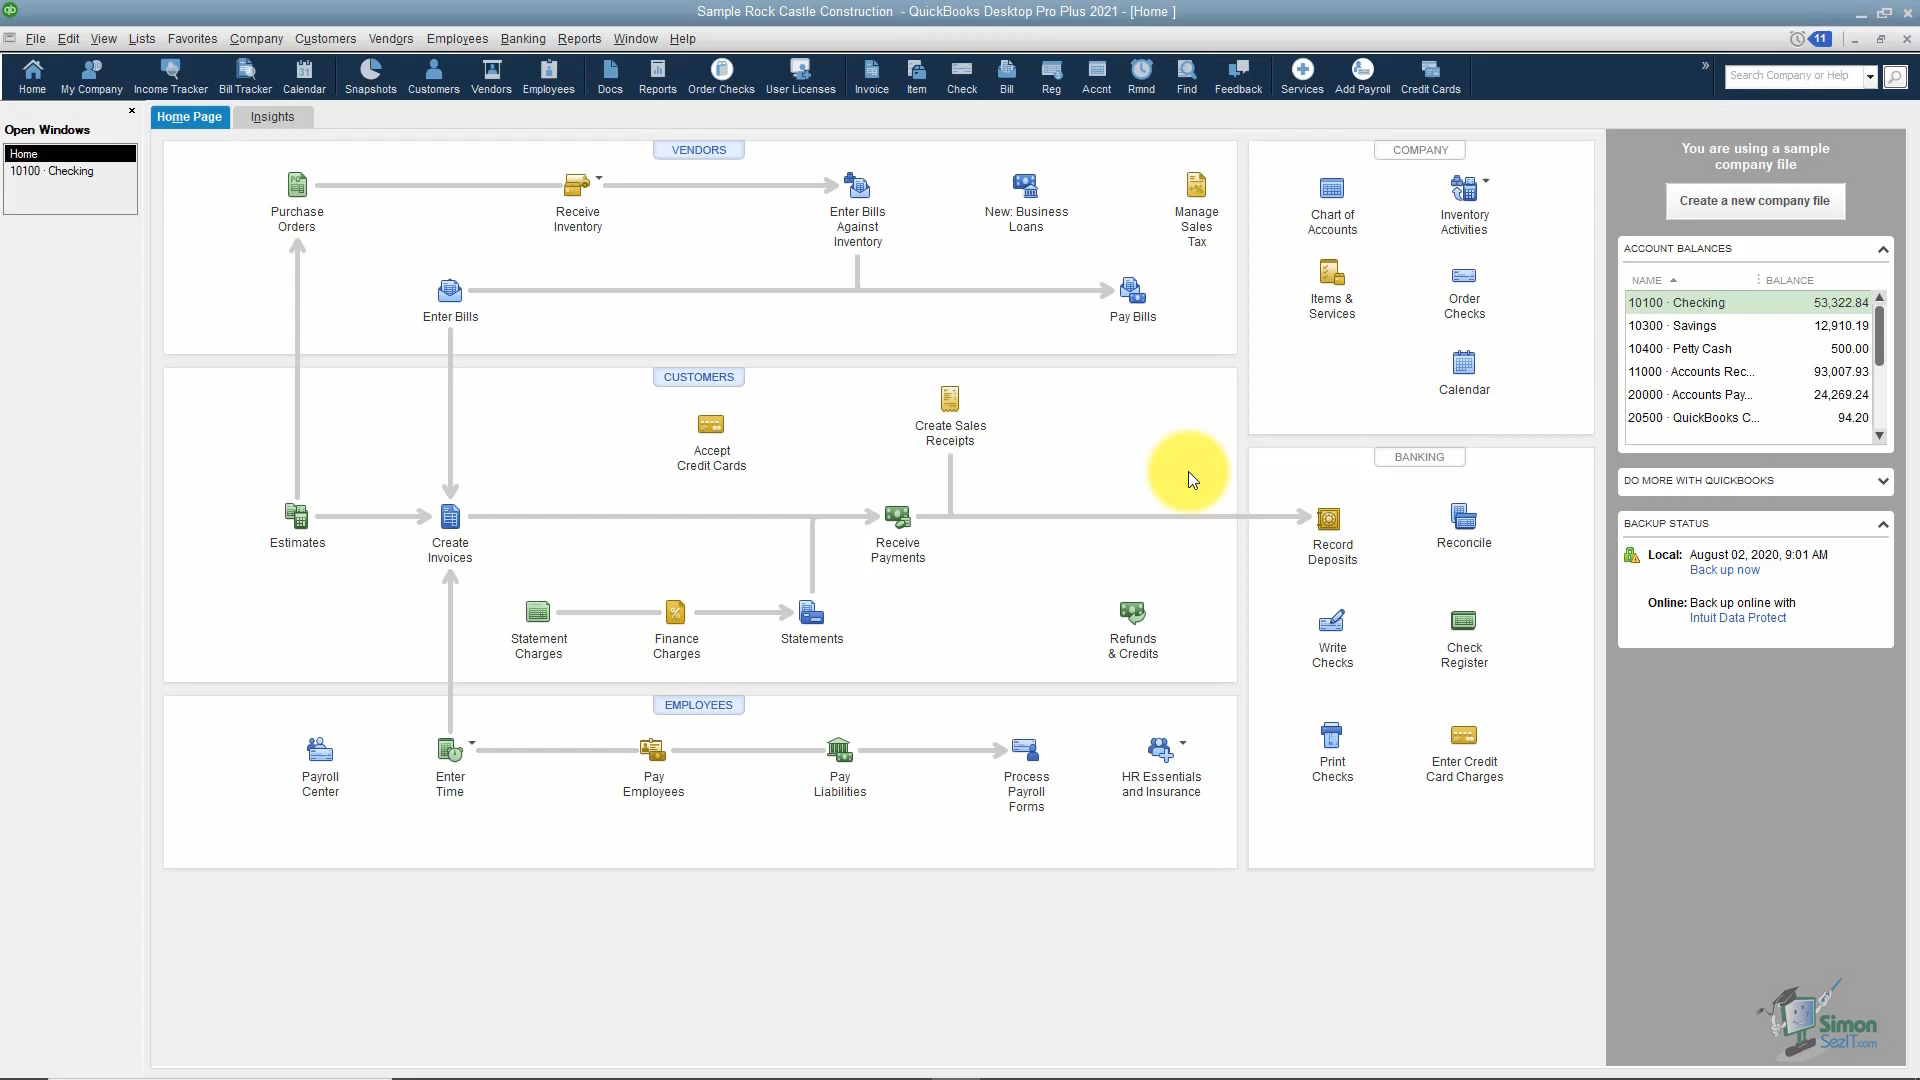 Sample Rock Castle Construction - QuickBooks Desktop Pro Plus 2021 - [Home ]
File Edit View Lists Favorites Company Customers Vendors Employees Banking Reports Window Help
11
Home My Company Income Tracker Bill Tracker Calendar Snapshots Customers Vendors Employees Docs Reports Order Checks User Licenses Invoice Item Check Bill Reg Accnt Rmnd Find Feedback Services Add Payroll Credit Cards
Search Company or Help
Open Windows
Home
10100 · Checking
Home Page
Insights
VENDORS
Purchase
Orders
Receive
Inventory
Enter Bills
Against
Inventory
New: Business
Loans
Manage
Sales
Tax
Enter Bills
Pay Bills
CUSTOMERS
Create Sales
Receipts
Accept
Credit Cards
Estimates
Create
Invoices
Receive
Payments
Statement
Charges
Finance
Charges
Statements
Refunds
& Credits
EMPLOYEES
Payroll
Center
Enter
Time
Pay
Employees
Pay
Liabilities
Process
Payroll
Forms
HR Essentials
and Insurance
COMPANY
Chart of
Accounts
Inventory
Activities
Items &
Services
Order
Checks
Calendar
BANKING
Record
Deposits
Reconcile
Write
Checks
Check
Register
Print
Checks
Enter Credit
Card Charges
You are using a sample
company file
Create a new company file
ACCOUNT BALANCES
NAME BALANCE
10100 · Checking 53,322.84
10300 · Savings 12,910.19
10400 · Petty Cash 500.00
11000 · Accounts Rec... 93,007.93
20000 · Accounts Pay... 24,269.24
20500 · QuickBooks C... 94.20
DO MORE WITH QUICKBOOKS
BACKUP STATUS
Local: August 02, 2020, 9:01 AM
Back up now
Online: Back up online with
Intuit Data Protect
Simon
SezIT.com